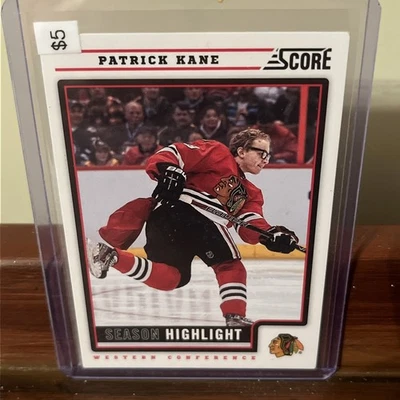 $5
PATRICK KANE
SCORE
SEASON HIGHLIGHT
WESTERN CONFERENCE